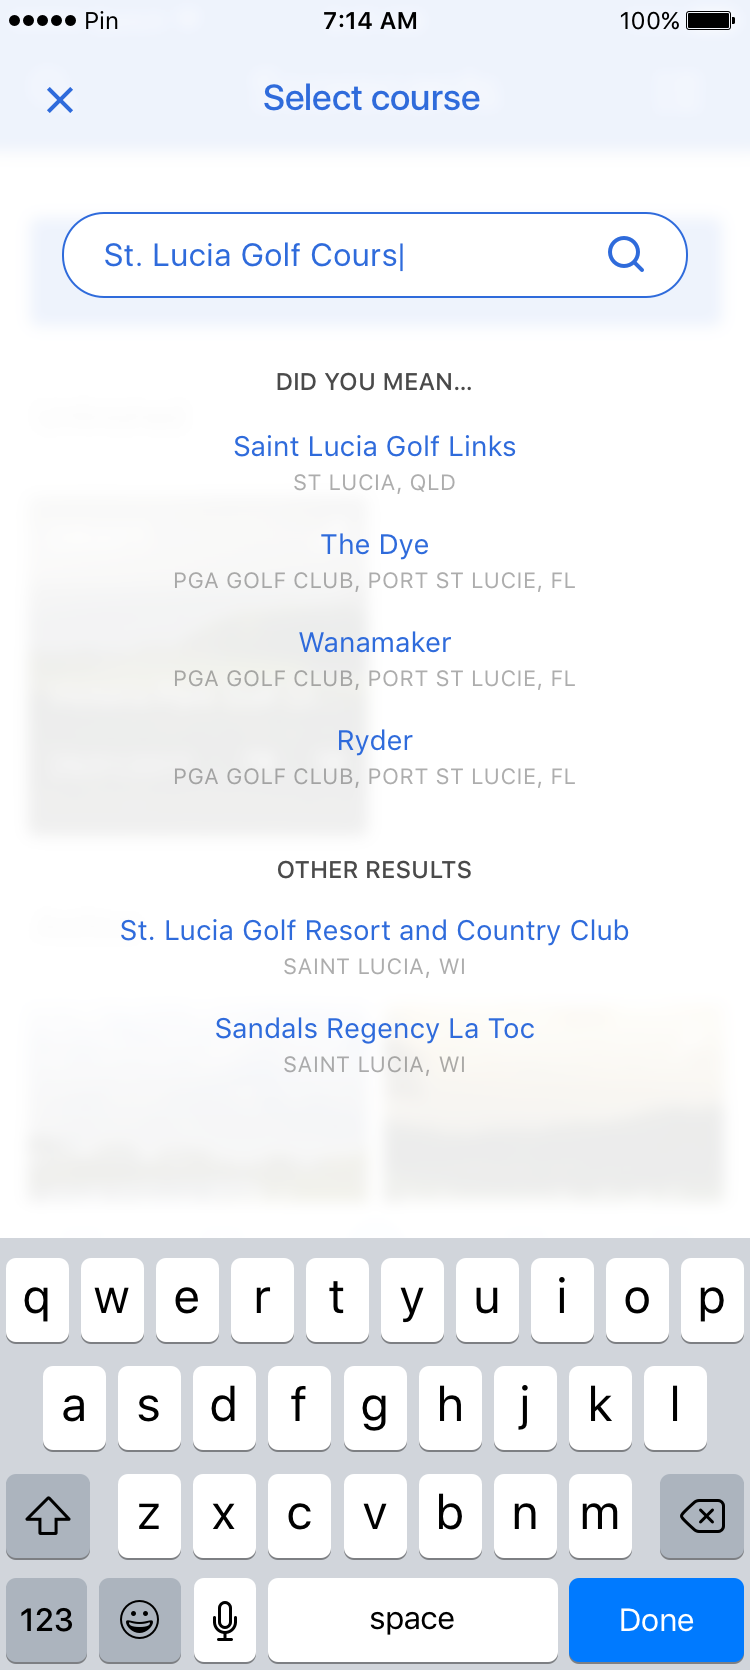 Pin 7:14 AM 100%
Select course
St. Lucia Golf Cours
DID YOU MEAN...
Saint Lucia Golf Links
ST LUCIA, QLD
The Dye
PGA GOLF CLUB, PORT ST LUCIE, FL
Wanamaker
PGA GOLF CLUB, PORT ST LUCIE, FL
Ryder
PGA GOLF CLUB, PORT ST LUCIE, FL
OTHER RESULTS
St. Lucia Golf Resort and Country Club
SAINT LUCIA, WI
Sandals Regency La Toc
SAINT LUCIA, WI
q w e r t y u i o p
a s d f g h j k l
z x c v b n m
123 space Done